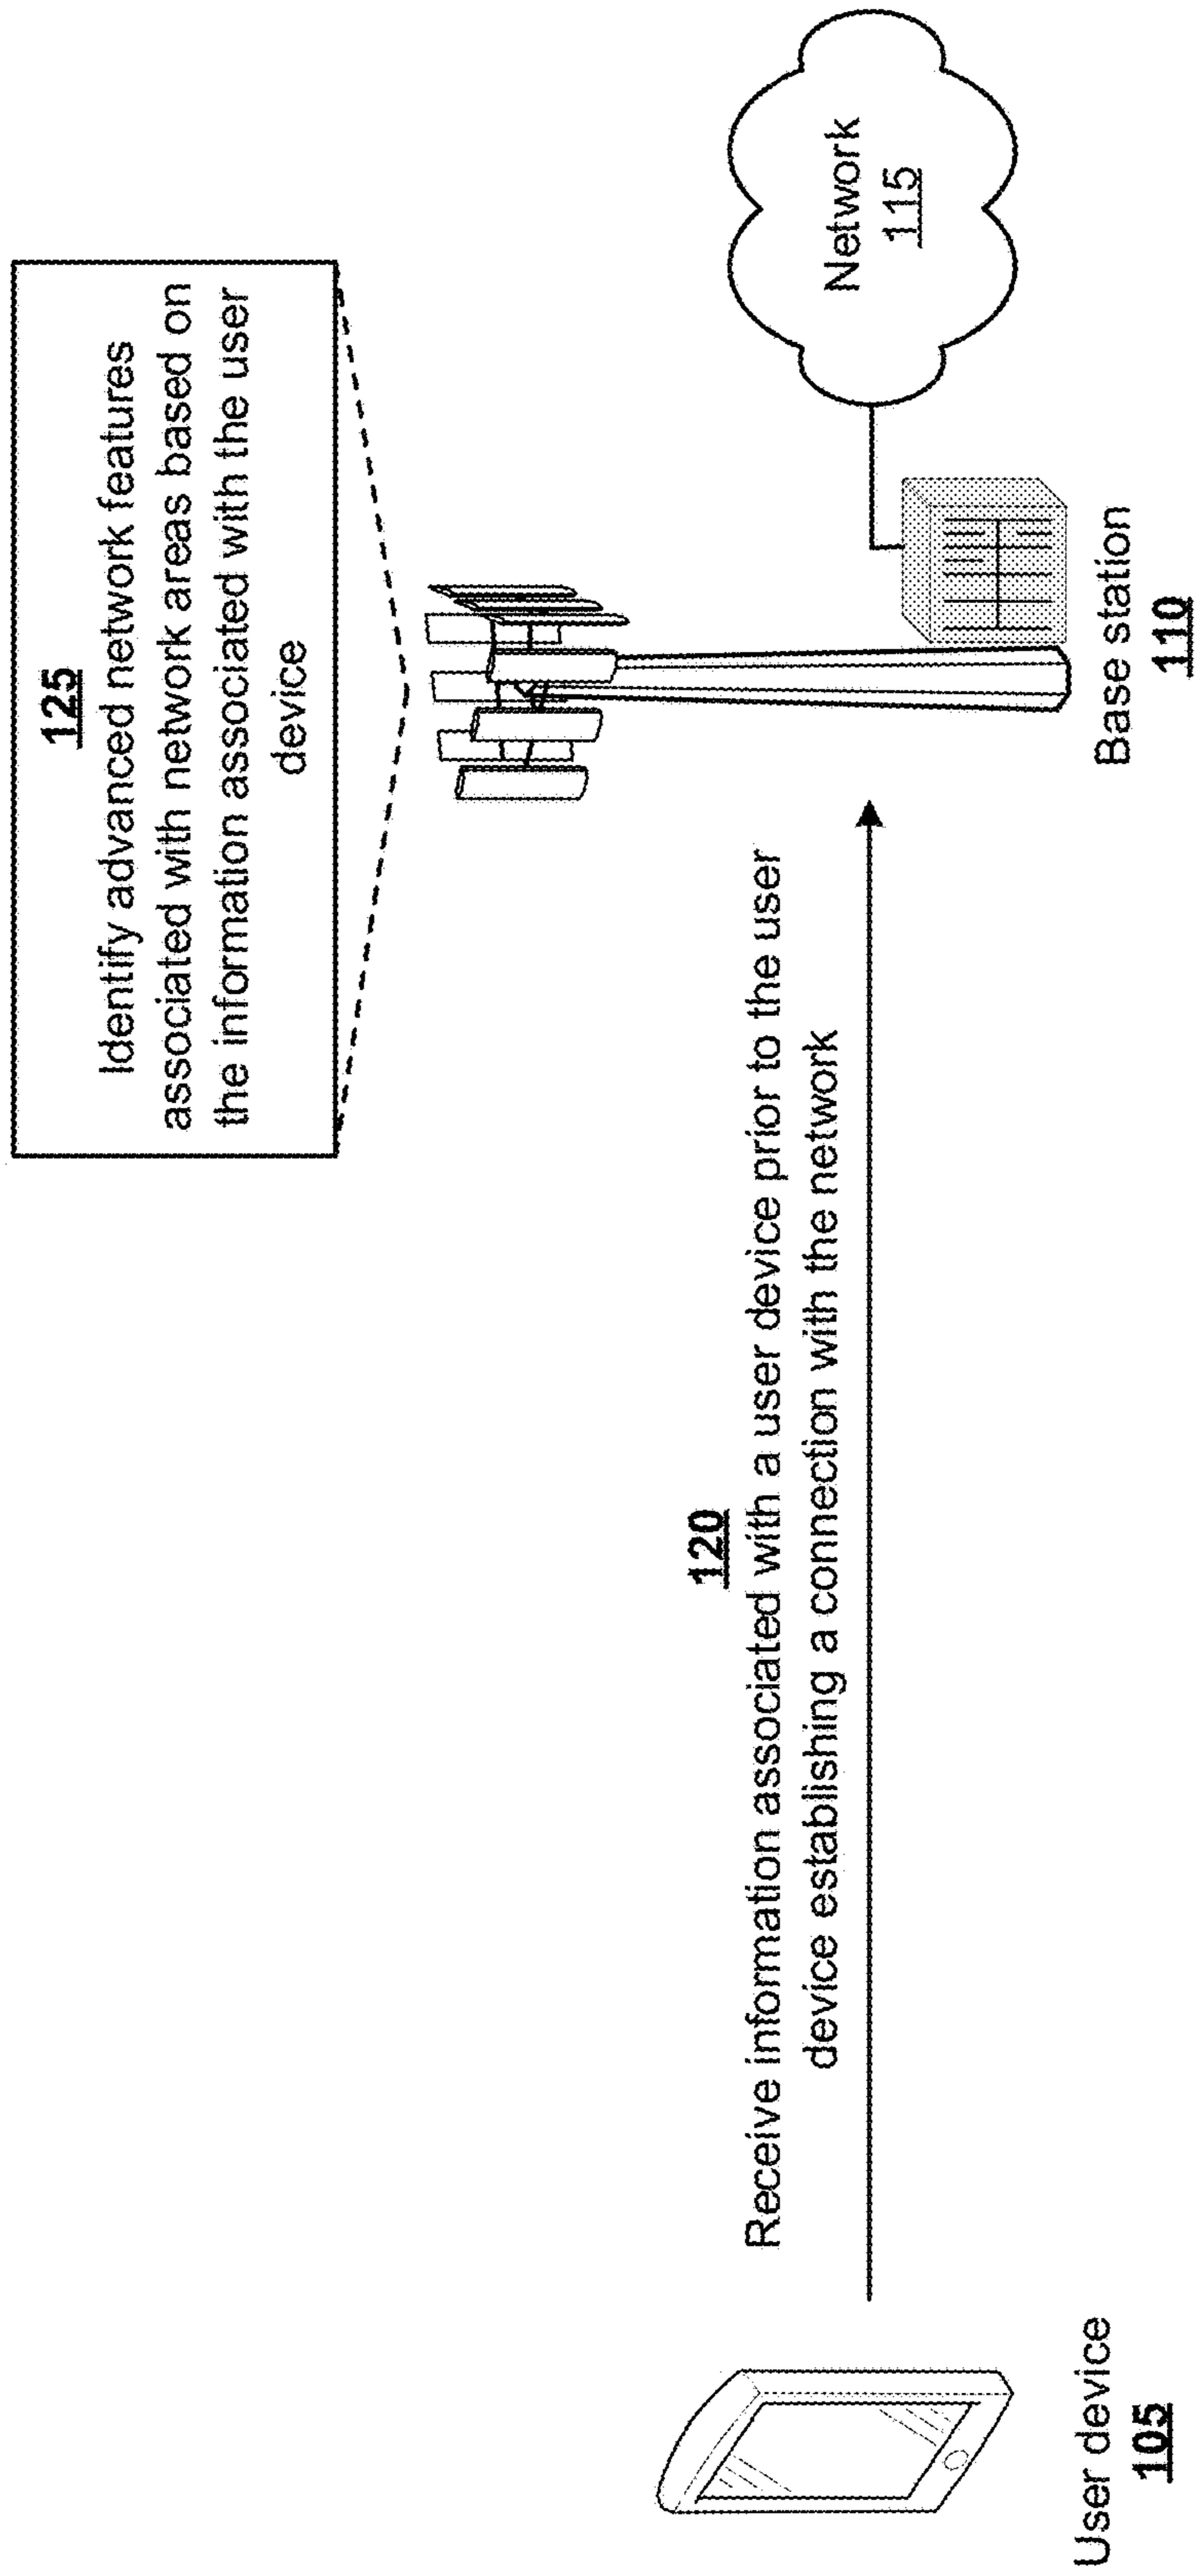 125
Identify advanced network features
associated with network areas based on
the information associated with the user
device
120
Receive information associated with a user device prior to the user
device establishing a connection with the network
Network
115
User device
105
Base station
110